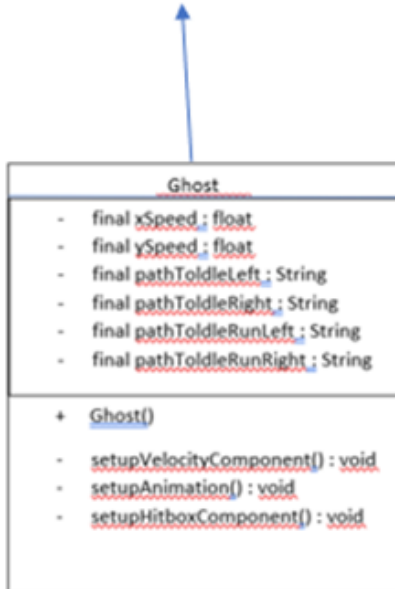 Ghost
- final xSpeed : float
- final ySpeed : float
- final pathToIdleLeft : String
- final pathToIdleRight : String
- final pathToIdleRunLeft : String
- final pathToIdleRunRight : String
+ Ghost()
- setupVelocityComponent() : void
- setupAnimation() : void
- setupHitboxComponent() : void